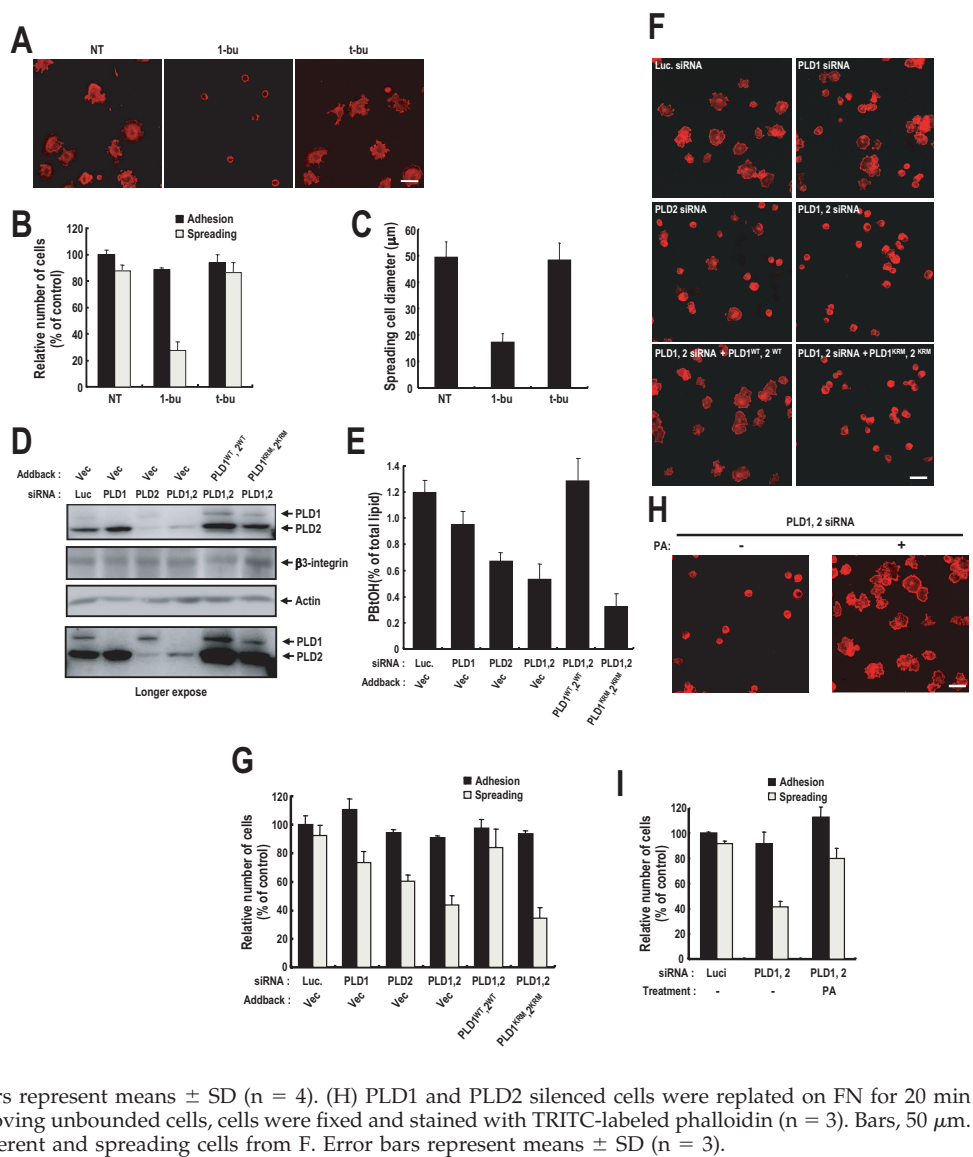 A
NT
1-bu
t-bu
B
Adhesion
Spreading
Relative number of cells
(% of control)
120
100
80
60
40
20
0
NT
1-bu
t-bu
C
Spreading cell diameter (μm)
60
50
40
30
20
10
0
NT
1-bu
t-bu
D
Addback :
Vec
Vec
Vec
Vec
PLD1WT, 2WT
PLD1KRM, 2KRM
siRNA :
Luc
PLD1
PLD2
PLD1,2
PLD1,2
PLD1,2
PLD1
PLD2
β3-integrin
Actin
PLD1
PLD2
Longer expose
E
PBtOH(% of total lipid)
1.4
1.2
1.0
0.8
0.6
0.4
0.2
0
siRNA :
Luc.
PLD1
PLD2
PLD1,2
PLD1,2
PLD1,2
Addback :
Vec
Vec
Vec
Vec
PLD1WT, 2WT
PLD1KRM, 2KRM
F
Luc. siRNA
PLD1 siRNA
PLD2 siRNA
PLD1, 2 siRNA
PLD1, 2 siRNA + PLD1WT, 2 WT
PLD1, 2 siRNA + PLD1KRM, 2 KRM
H
PLD1, 2 siRNA
PA:
-
+
G
Adhesion
Spreading
Relative number of cells
(% of control)
120
100
80
60
40
20
0
siRNA :
Luc.
PLD1
PLD2
PLD1,2
PLD1,2
PLD1,2
Addback :
Vec
Vec
Vec
Vec
PLD1WT, 2WT
PLD1KRM, 2KRM
I
Adhesion
Spreading
Relative number of cells
(% of control)
120
100
80
60
40
20
0
siRNA :
Luci
PLD1, 2
PLD1, 2
Treatment :
-
-
PA
rs represent means ± SD (n = 4). (H) PLD1 and PLD2 silenced cells were replated on FN for 20 min
oving unbounded cells, cells were fixed and stained with TRITC-labeled phalloidin (n = 3). Bars, 50 μm.
erent and spreading cells from F. Error bars represent means ± SD (n = 3).